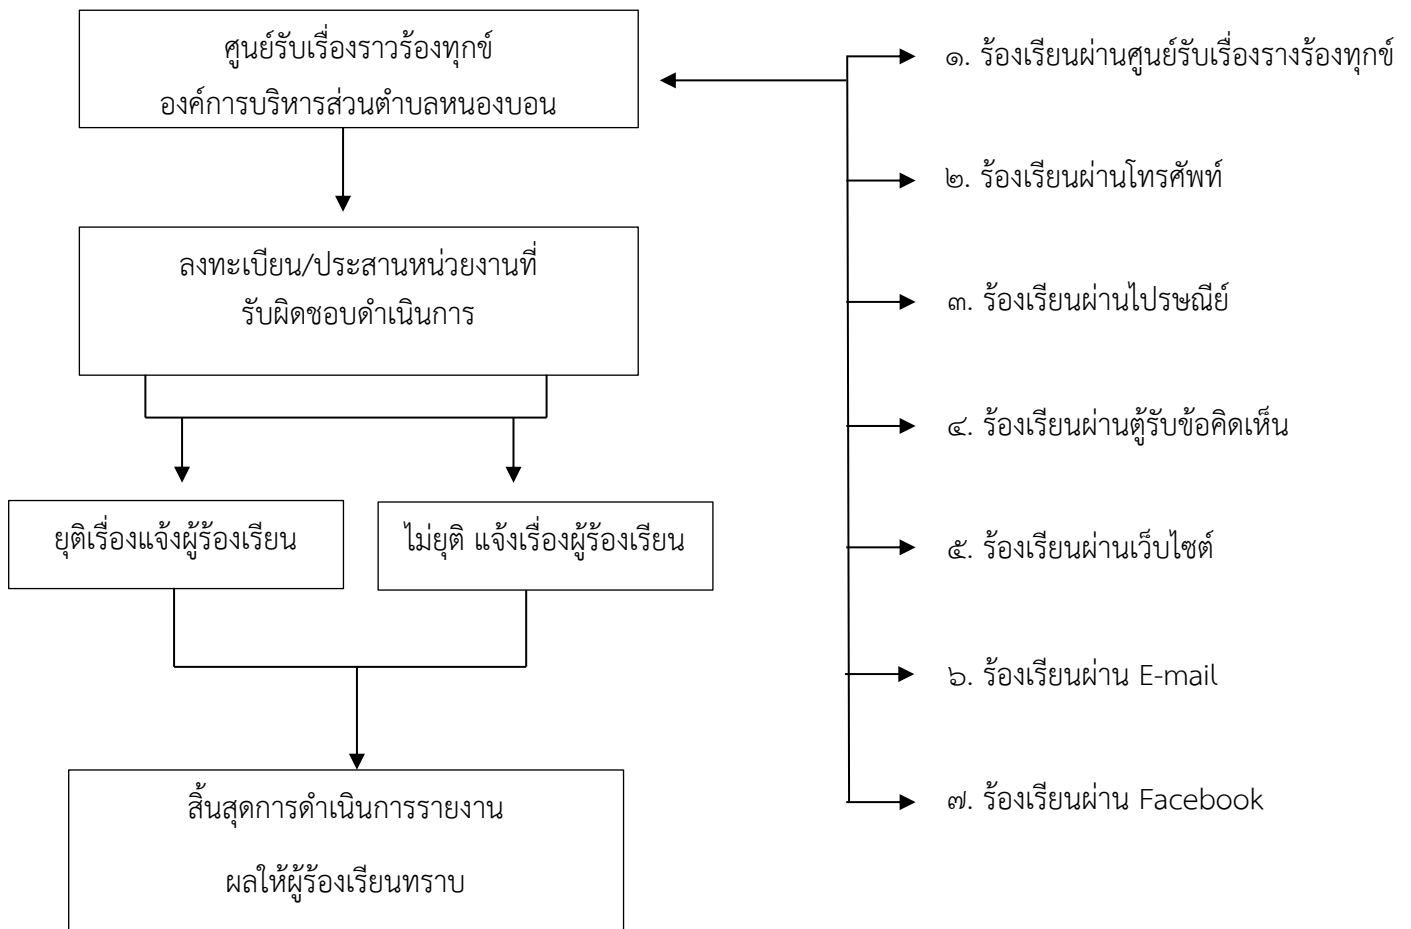 ศูนย์รับเรื่องราวร้องทุกข์
องค์การบริหารส่วนตำบลหนองบอน
ลงทะเบียน/ประสานหน่วยงานที่
รับผิดชอบดำเนินการ
ยุติเรื่องแจ้งผู้ร้องเรียน
ไม่ยุติ แจ้งเรื่องผู้ร้องเรียน
สิ้นสุดการดำเนินการรายงาน
ผลให้ผู้ร้องเรียนทราบ
๑. ร้องเรียนผ่านศูนย์รับเรื่องรางร้องทุกข์
๒. ร้องเรียนผ่านโทรศัพท์
๓. ร้องเรียนผ่านไปรษณีย์
๔. ร้องเรียนผ่านตู้รับข้อคิดเห็น
๕. ร้องเรียนผ่านเว็บไซต์
๖. ร้องเรียนผ่าน E-mail
๗. ร้องเรียนผ่าน Facebook